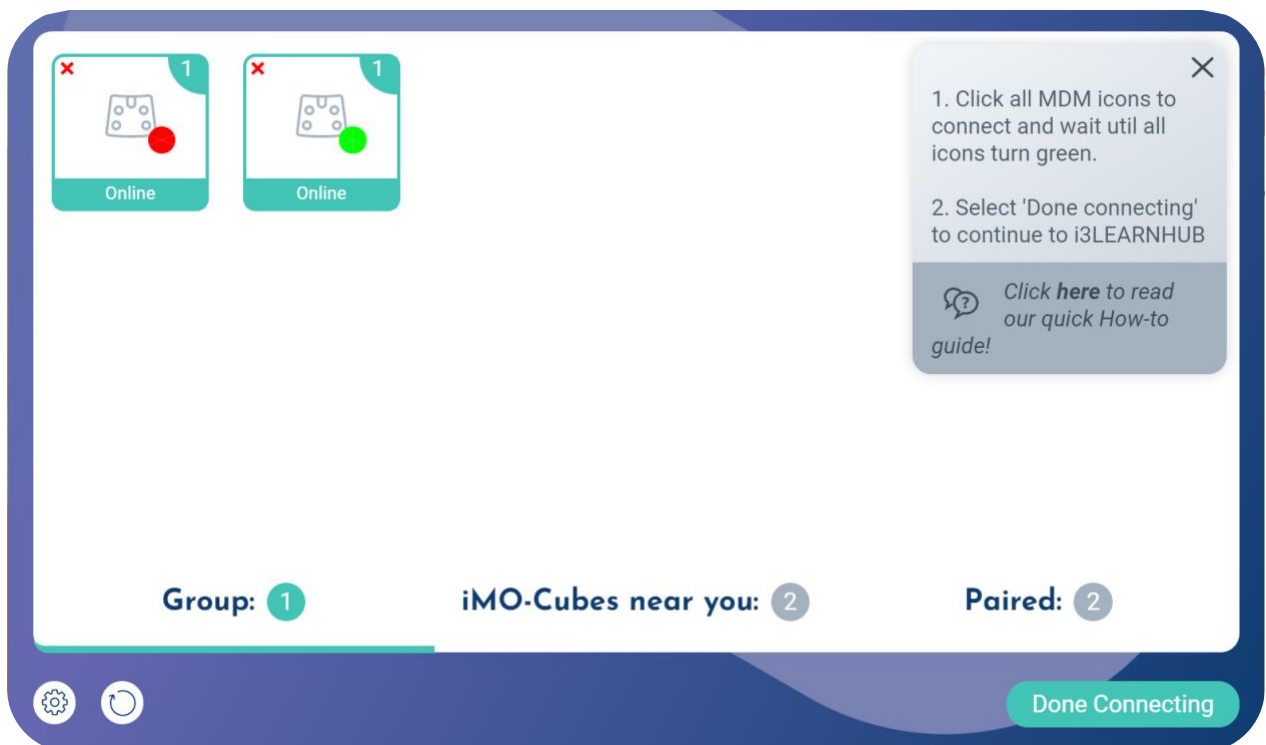 1
1
Online
Online
1. Click all MDM icons to
connect and wait util all
icons turn green.
2. Select 'Done connecting'
to continue to i3LEARNHUB
Click here to read
our quick How-to
guide!
Group: 1
iMO-Cubes near you: 2
Paired: 2
Done Connecting